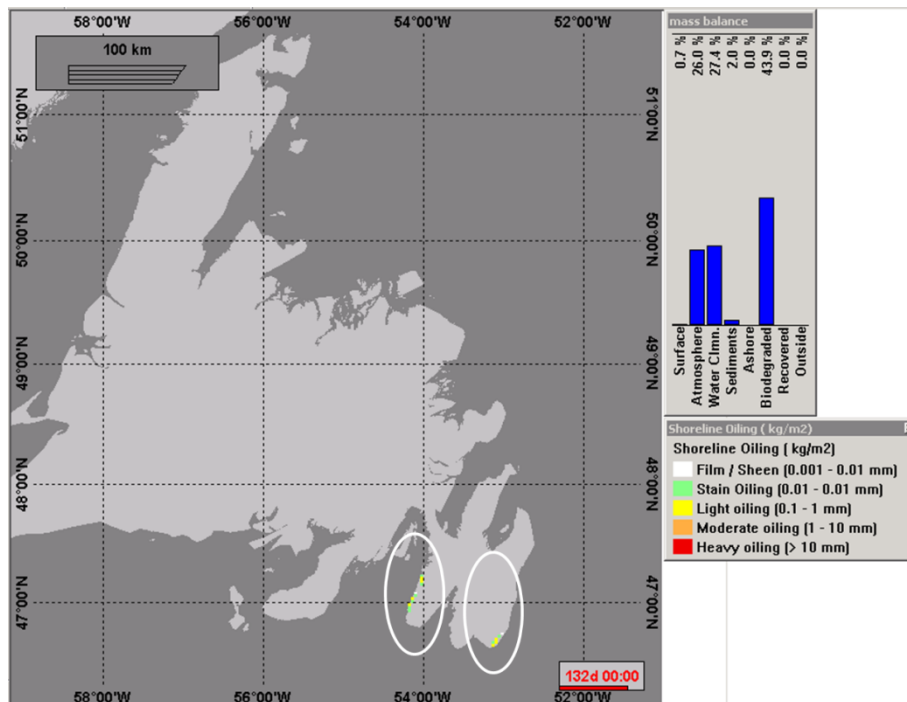 58°00'W 56°00'W 54°00'W 52°00'W
100 km
51°00'N 51°00'N
50°00'N 50°00'N
49°00'N 49°00'N
48°00'N 48°00'N
47°00'N 47°00'N
132d 00:00
58°00'W 56°00'W 54°00'W 52°00'W
mass balance
0.7 %
26.0 %
27.4 %
2.0 %
0.0 %
43.9 %
0.0 %
0.0 %
Surface
Atmosphere
Water Clmn.
Sediments
Ashore
Biodegraded
Recovered
Outside
Shoreline Oiling ( kg/m2)
Shoreline Oiling ( kg/m2)
Film / Sheen (0.001 - 0.01 mm)
Stain Oiling (0.01 - 0.01 mm)
Light oiling (0.1 - 1 mm)
Moderate oiling (1 - 10 mm)
Heavy oiling (> 10 mm)